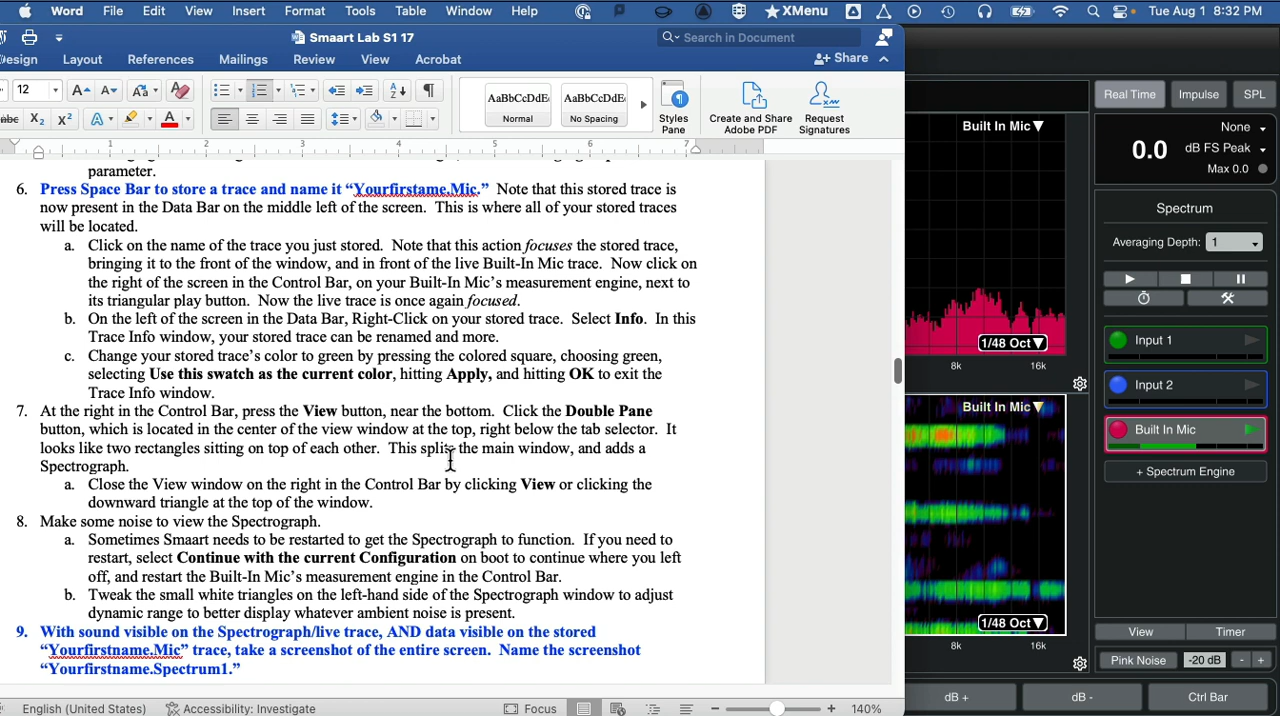 Word File Edit View Insert Format Tools Table Window Help XMenu Tue Aug 1 8:32 PM
Smaart Lab S1 17
Search in Document
Layout References Mailings Review View Acrobat
Share
12
AaBbCcDdE
AaBbCcDdE
Normal
No Spacing
Styles
Pane
Create and Share
Adobe PDF
Request
Signatures
1 2 3 4 5 6 7
parameter.
6. Press Space Bar to store a trace and name it “Yourfirstame.Mic.” Note that this stored trace is
now present in the Data Bar on the middle left of the screen. This is where all of your stored traces
will be located.
a. Click on the name of the trace you just stored. Note that this action focuses the stored trace,
bringing it to the front of the window, and in front of the live Built-In Mic trace. Now click on
the right of the screen in the Control Bar, on your Built-In Mic’s measurement engine, next to
its triangular play button. Now the live trace is once again focused.
b. On the left of the screen in the Data Bar, Right-Click on your stored trace. Select Info. In this
Trace Info window, your stored trace can be renamed and more.
c. Change your stored trace’s color to green by pressing the colored square, choosing green,
selecting Use this swatch as the current color, hitting Apply, and hitting OK to exit the
Trace Info window.
7. At the right in the Control Bar, press the View button, near the bottom. Click the Double Pane
button, which is located in the center of the view window at the top, right below the tab selector. It
looks like two rectangles sitting on top of each other. This splits the main window, and adds a
Spectrograph.
a. Close the View window on the right in the Control Bar by clicking View or clicking the
downward triangle at the top of the window.
8. Make some noise to view the Spectrograph.
a. Sometimes Smaart needs to be restarted to get the Spectrograph to function. If you need to
restart, select Continue with the current Configuration on boot to continue where you left
off, and restart the Built-In Mic’s measurement engine in the Control Bar.
b. Tweak the small white triangles on the left-hand side of the Spectrograph window to adjust
dynamic range to better display whatever ambient noise is present.
9. With sound visible on the Spectrograph/live trace, AND data visible on the stored
“Yourfirstname.Mic” trace, take a screenshot of the entire screen. Name the screenshot
“Yourfirstname.Spectrum1.”
English (United States) Accessibility: Investigate Focus 140%
Built In Mic
1/48 Oct
8k 16k
Built In Mic
1/48 Oct
8k 16k
dB + dB - Ctrl Bar
Real Time Impulse SPL
None
0.0 dB FS Peak
Max 0.0
Spectrum
Averaging Depth: 1
Input 1
Input 2
Built In Mic
+ Spectrum Engine
View Timer
Pink Noise -20 dB - +